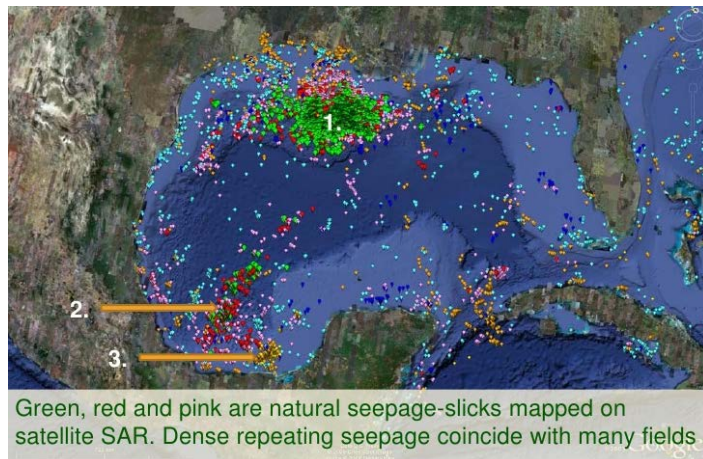 1.
2.
3.
Green, red and pink are natural seepage-slicks mapped on
satellite SAR. Dense repeating seepage coincide with many fields
Google